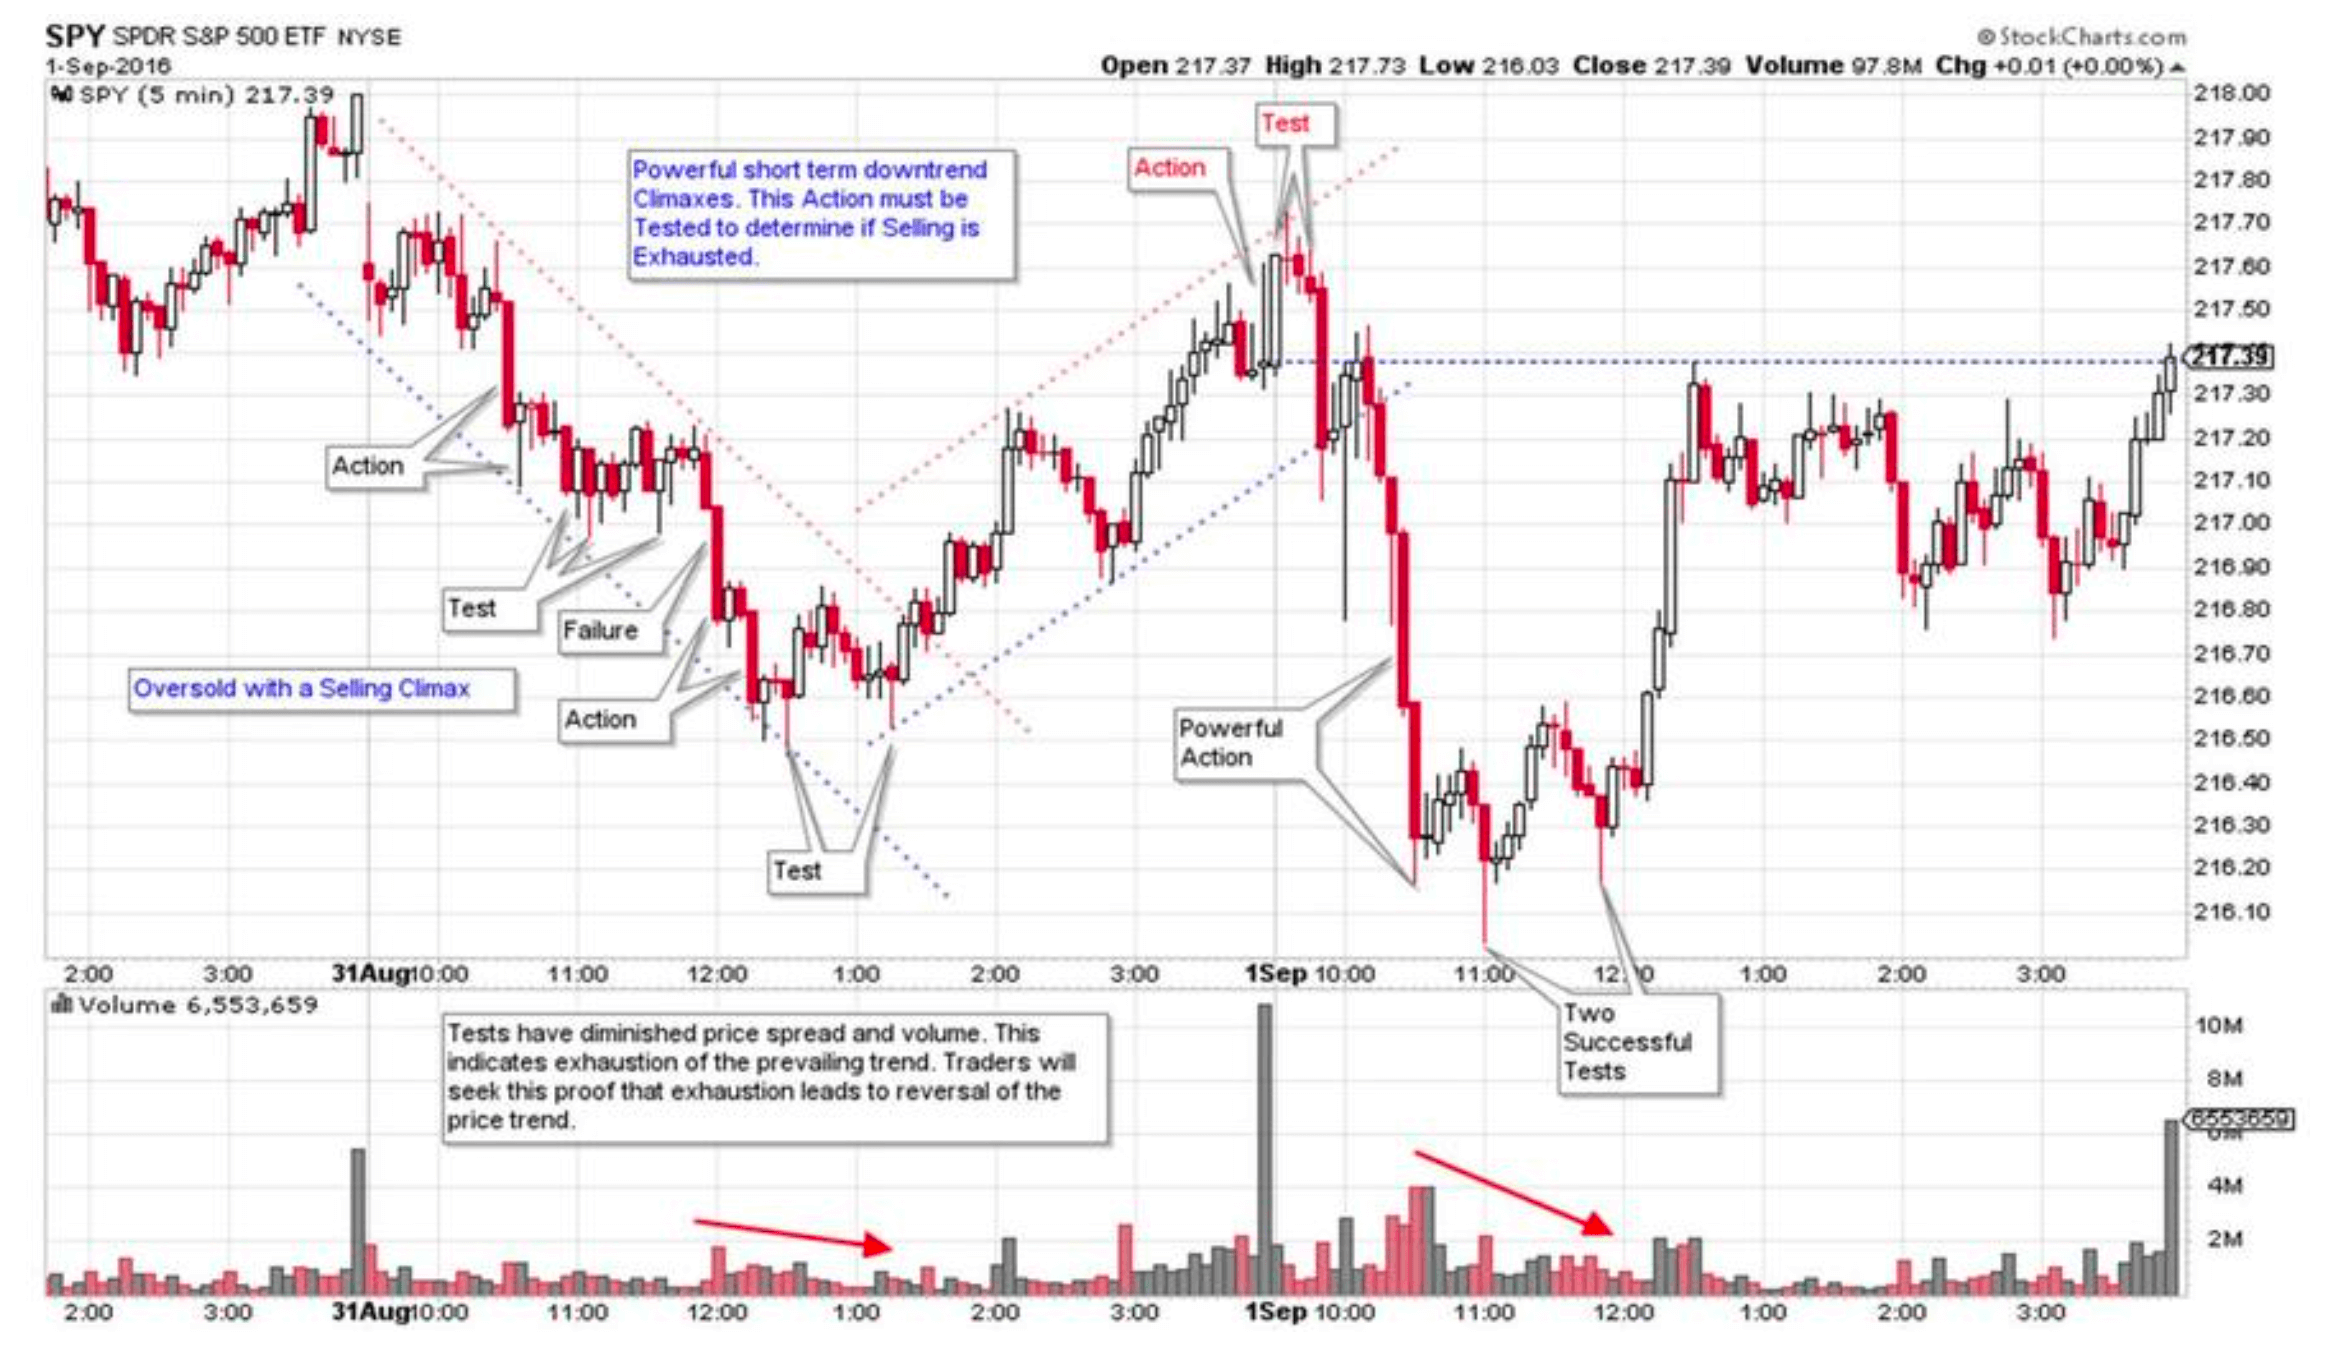 SPY SPDR S&P 500 ETF NYSE
© StockCharts.com
1-Sep-2016
Open 217.37 High 217.73 Low 216.03 Close 217.39 Volume 97.8M Chg +0.01 (+0.00%)
SPY (5 min) 217.39
218.00
217.90
217.80
217.70
217.60
217.50
217.39
217.30
217.20
217.10
217.00
216.90
216.80
216.70
216.60
216.50
216.40
216.30
216.20
216.10
Powerful short term downtrend
Climaxes. This Action must be
Tested to determine if Selling is
Exhausted.
Test
Action
Action
Test
Failure
Oversold with a Selling Climax
Action
Powerful
Action
Test
2:00 3:00 31Aug 10:00 11:00 12:00 1:00 2:00 3:00 1Sep 10:00 11:00 12:00 1:00 2:00 3:00
Two
Successful
Tests
Volume 6,553,659
Tests have diminished price spread and volume. This
indicates exhaustion of the prevailing trend. Traders will
seek this proof that exhaustion leads to reversal of the
price trend.
10M
8M
6553659
6M
4M
2M
2:00 3:00 31Aug 10:00 11:00 12:00 1:00 2:00 3:00 1Sep 10:00 11:00 12:00 1:00 2:00 3:00